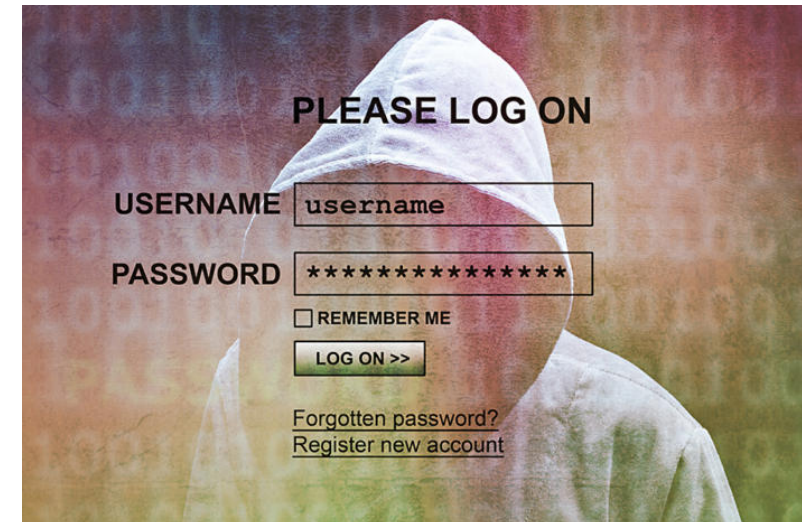 PLEASE LOG ON
USERNAME username
PASSWORD ***************
REMEMBER ME
LOG ON >>
Forgotten password?
Register new account